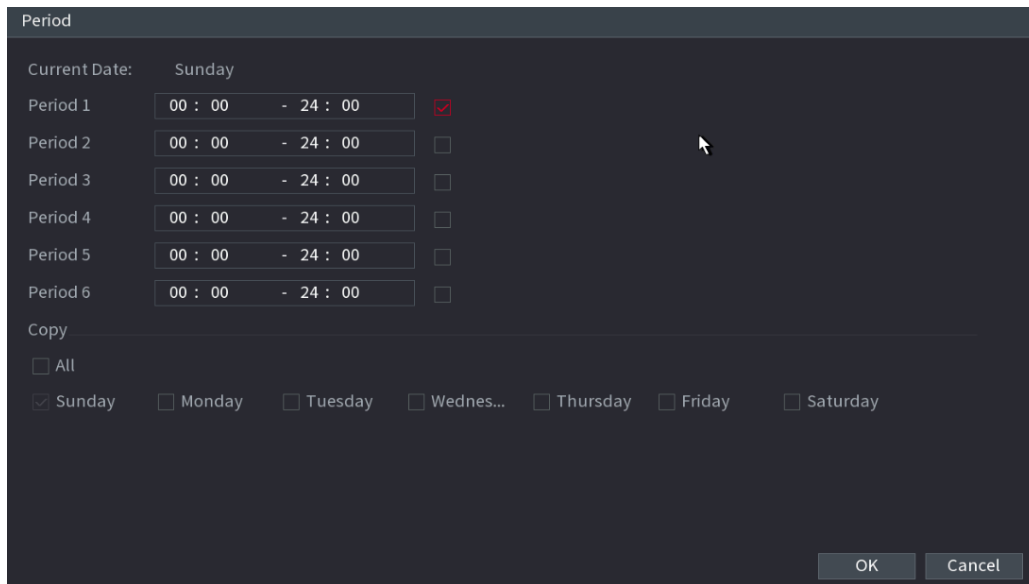 Period
Current Date: Sunday
Period 1 00 : 00 - 24 : 00
Period 2 00 : 00 - 24 : 00
Period 3 00 : 00 - 24 : 00
Period 4 00 : 00 - 24 : 00
Period 5 00 : 00 - 24 : 00
Period 6 00 : 00 - 24 : 00
Copy
All
Sunday Monday Tuesday Wednes... Thursday Friday Saturday
OK Cancel